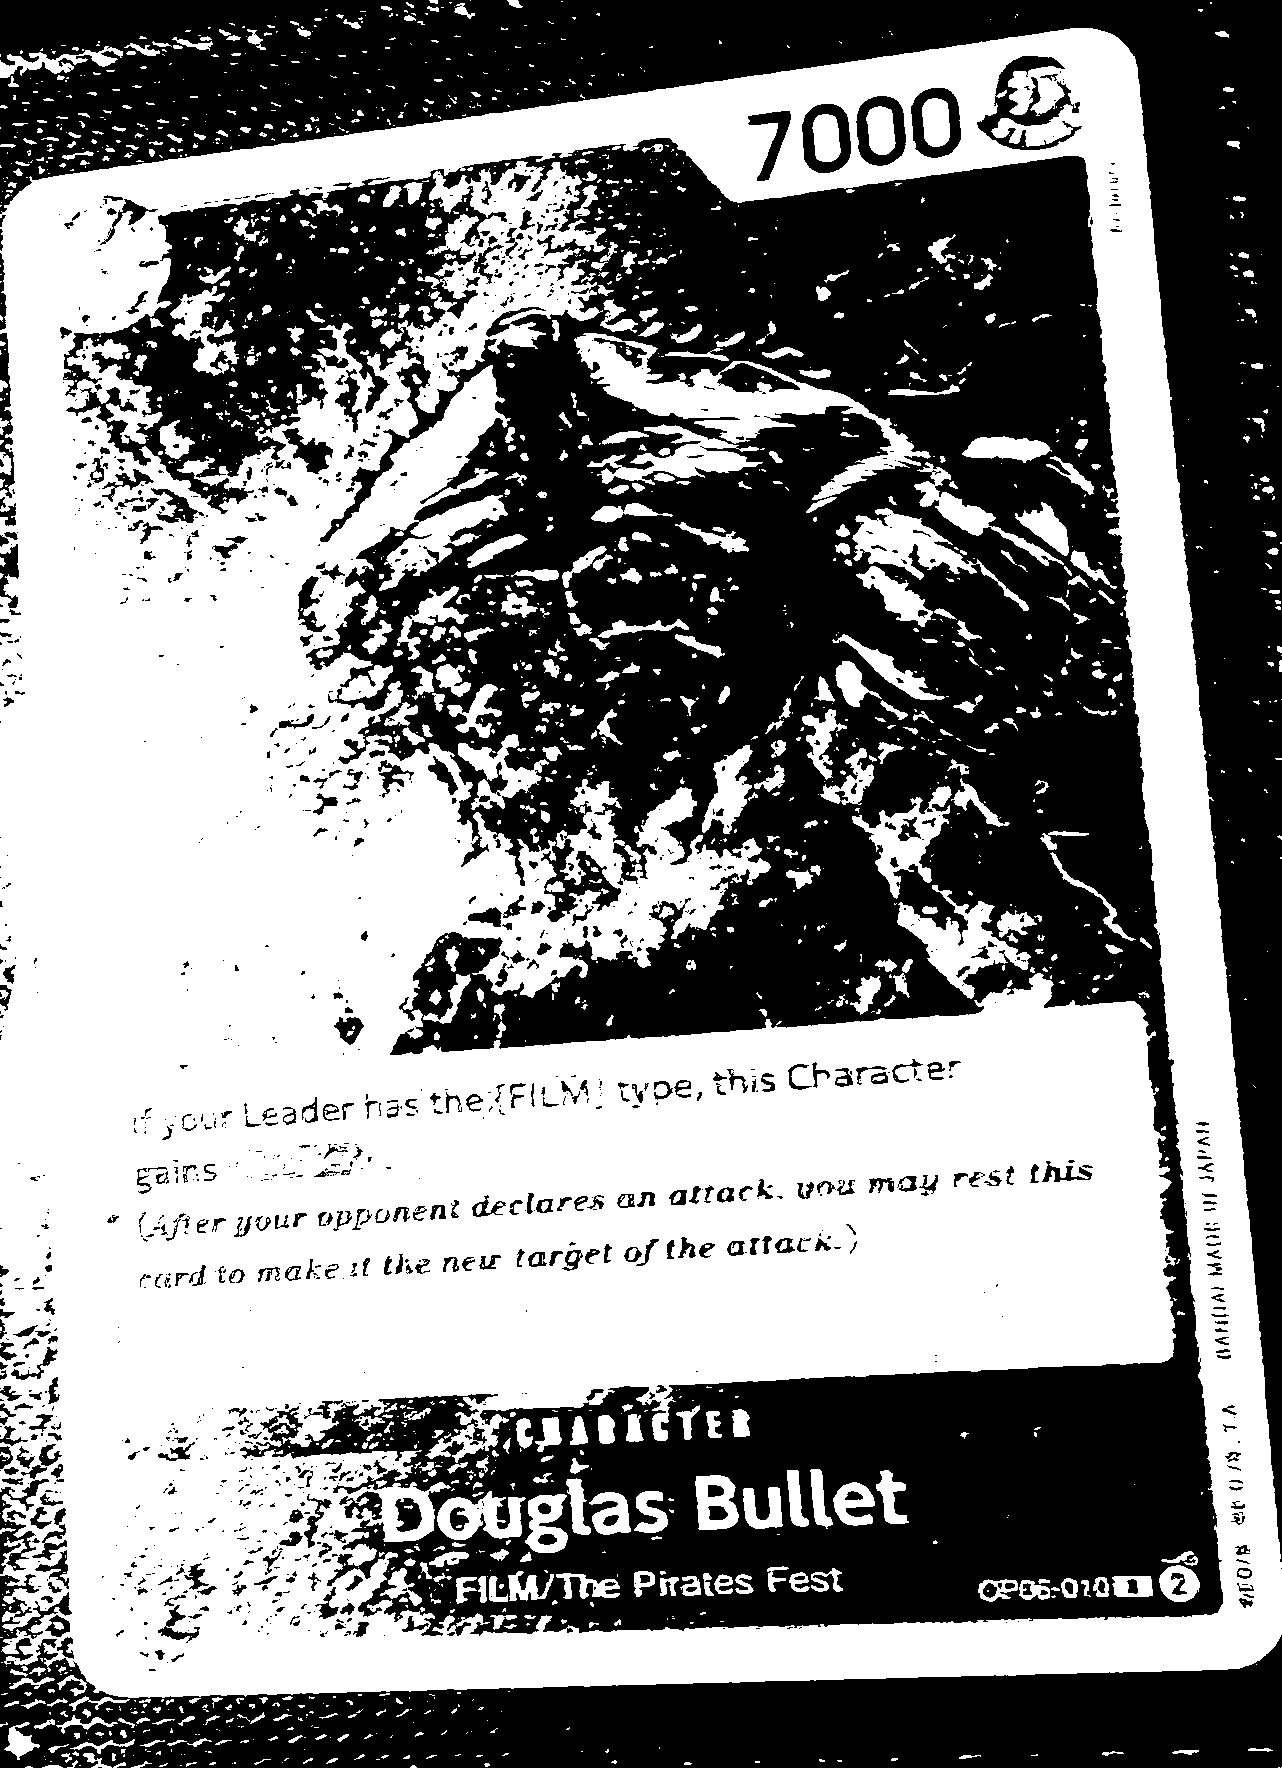 7000
If your Leader has the {FILM} type, this Character
gains
(After your opponent declares an attack, you may rest this
card to make it the new target of the attack.)
CHARACTER
Douglas Bullet
FILM/The Pirates Fest
OP06-010 1 2
BANDAI MADE IN JAPAN